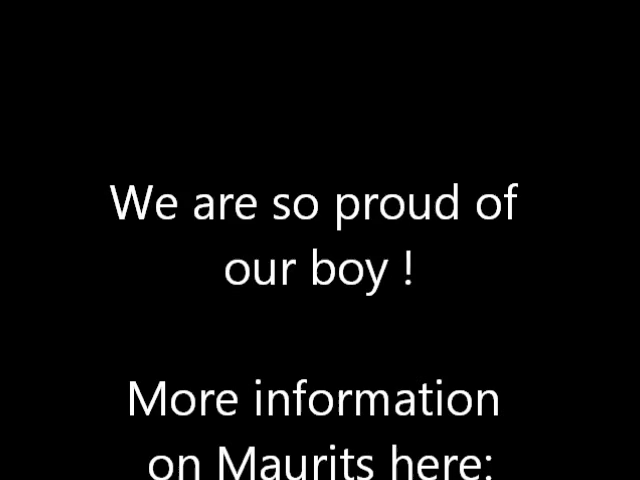 We are so proud of
our boy !
More information
on Maurits here: